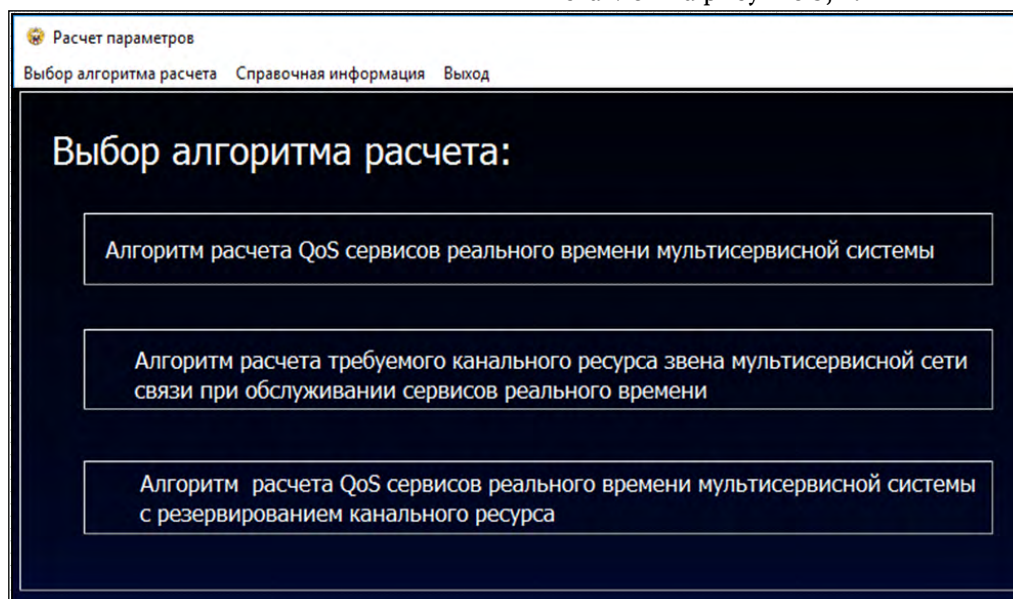 Расчет параметров
Выбор алгоритма расчета Справочная информация Выход
Выбор алгоритма расчета:
Алгоритм расчета QoS сервисов реального времени мультисервисной системы
Алгоритм расчета требуемого канального ресурса звена мультисервисной сети
связи при обслуживании сервисов реального времени
Алгоритм расчета QoS сервисов реального времени мультисервисной системы
с резервированием канального ресурса